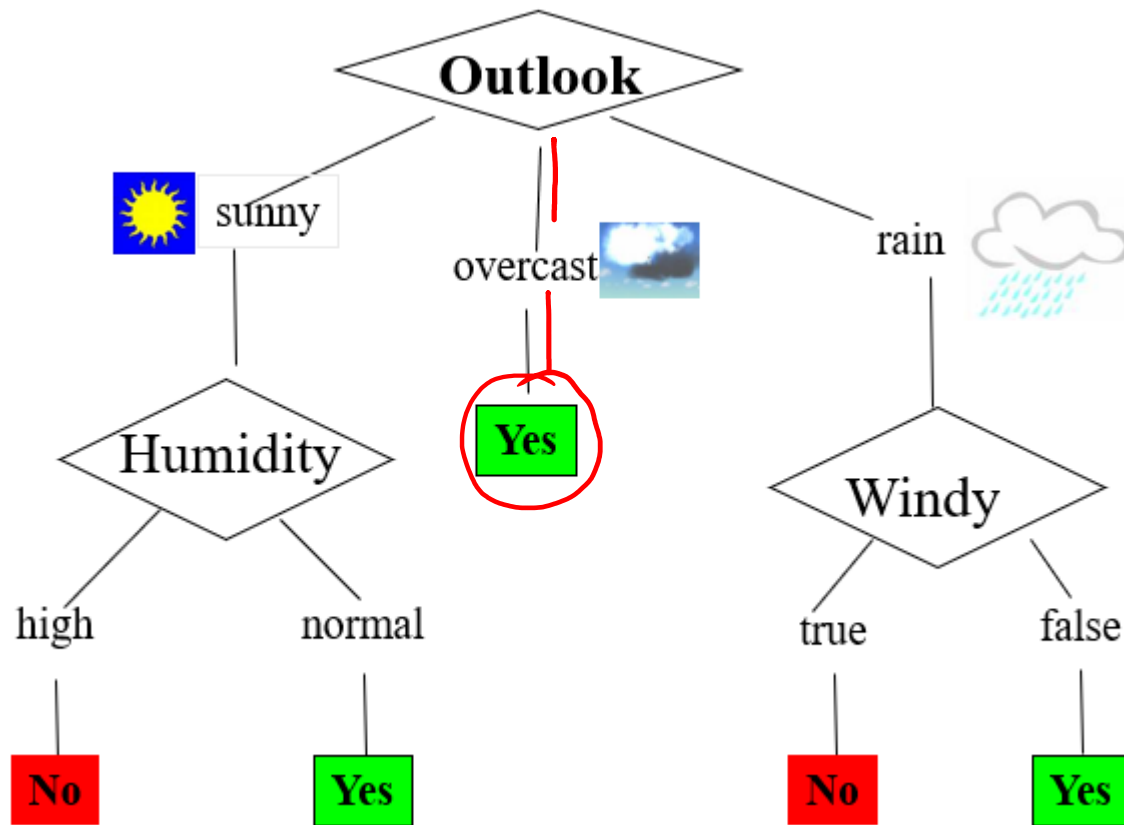 Outlook
sunny
overcast
rain
Humidity
Yes
Windy
high
normal
true
false
No
Yes
No
Yes